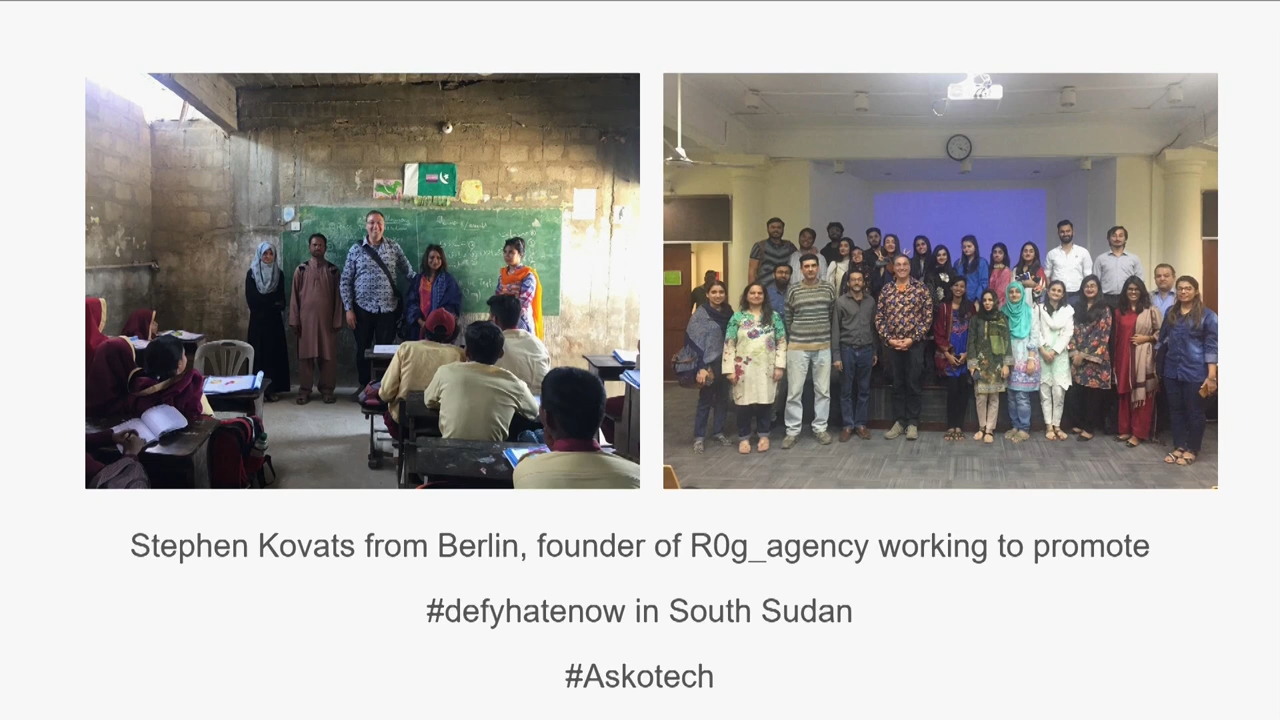 Stephen Kovats from Berlin, founder of R0g_agency working to promote
#defyhatenow in South Sudan
#Askotech